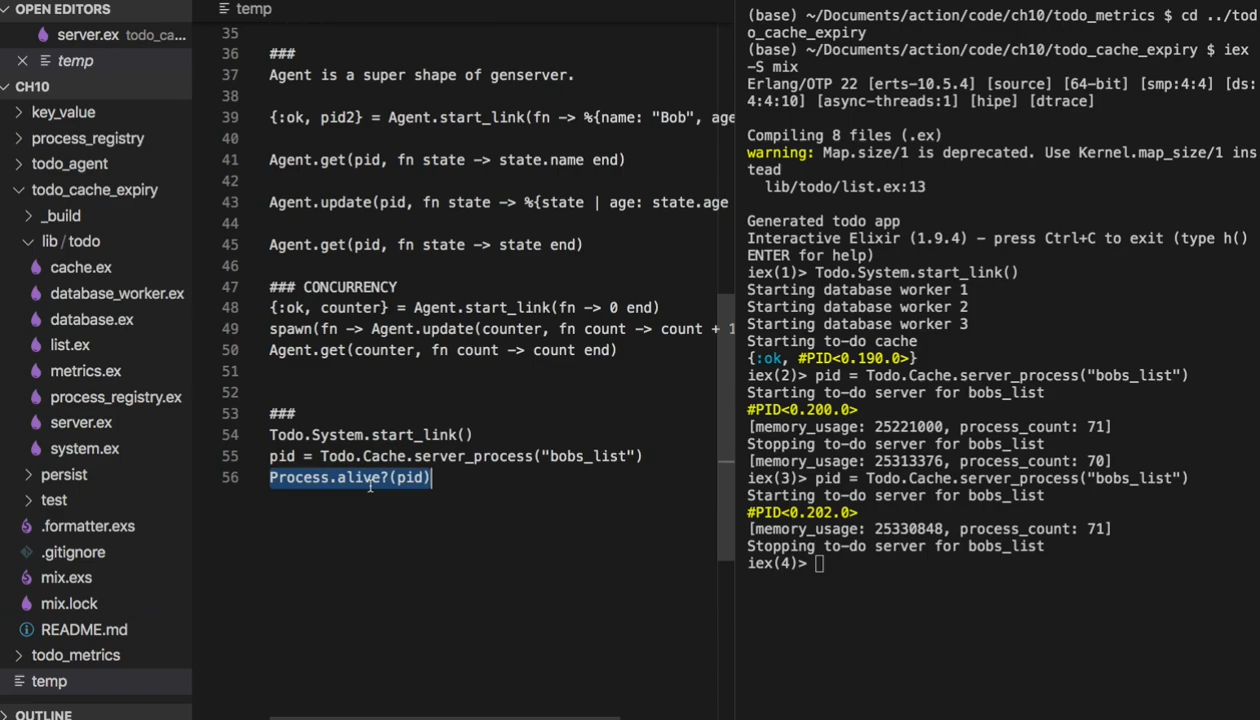 OPEN EDITORS
server.ex todo_ca...
temp
CH10
key_value
process_registry
todo_agent
todo_cache_expiry
_build
lib / todo
cache.ex
database_worker.ex
database.ex
list.ex
metrics.ex
process_registry.ex
server.ex
system.ex
persist
test
.formatter.exs
.gitignore
mix.exs
mix.lock
README.md
todo_metrics
temp
OUTLINE
temp
35
36 ###
37 Agent is a super shape of genserver.
38
39 {:ok, pid2} = Agent.start_link(fn -> %{name: "Bob", age
40
41 Agent.get(pid, fn state -> state.name end)
42
43 Agent.update(pid, fn state -> %{state | age: state.age
44
45 Agent.get(pid, fn state -> state end)
46
47 ### CONCURRENCY
48 {:ok, counter} = Agent.start_link(fn -> 0 end)
49 spawn(fn -> Agent.update(counter, fn count -> count + 1
50 Agent.get(counter, fn count -> count end)
51
52
53 ###
54 Todo.System.start_link()
55 pid = Todo.Cache.server_process("bobs_list")
56 Process.alive?(pid)
(base) ~/Documents/action/code/ch10/todo_metrics $ cd ../tod
o_cache_expiry
(base) ~/Documents/action/code/ch10/todo_cache_expiry $ iex
-S mix
Erlang/OTP 22 [erts-10.5.4] [source] [64-bit] [smp:4:4] [ds:
4:4:10] [async-threads:1] [hipe] [dtrace]
Compiling 8 files (.ex)
warning: Map.size/1 is deprecated. Use Kernel.map_size/1 ins
tead
lib/todo/list.ex:13
Generated todo app
Interactive Elixir (1.9.4) - press Ctrl+C to exit (type h()
ENTER for help)
iex(1)> Todo.System.start_link()
Starting database worker 1
Starting database worker 2
Starting database worker 3
Starting to-do cache
{:ok, #PID<0.190.0>}
iex(2)> pid = Todo.Cache.server_process("bobs_list")
Starting to-do server for bobs_list
#PID<0.200.0>
[memory_usage: 25221000, process_count: 71]
Stopping to-do server for bobs_list
[memory_usage: 25313376, process_count: 70]
iex(3)> pid = Todo.Cache.server_process("bobs_list")
Starting to-do server for bobs_list
#PID<0.202.0>
[memory_usage: 25330848, process_count: 71]
Stopping to-do server for bobs_list
iex(4)>